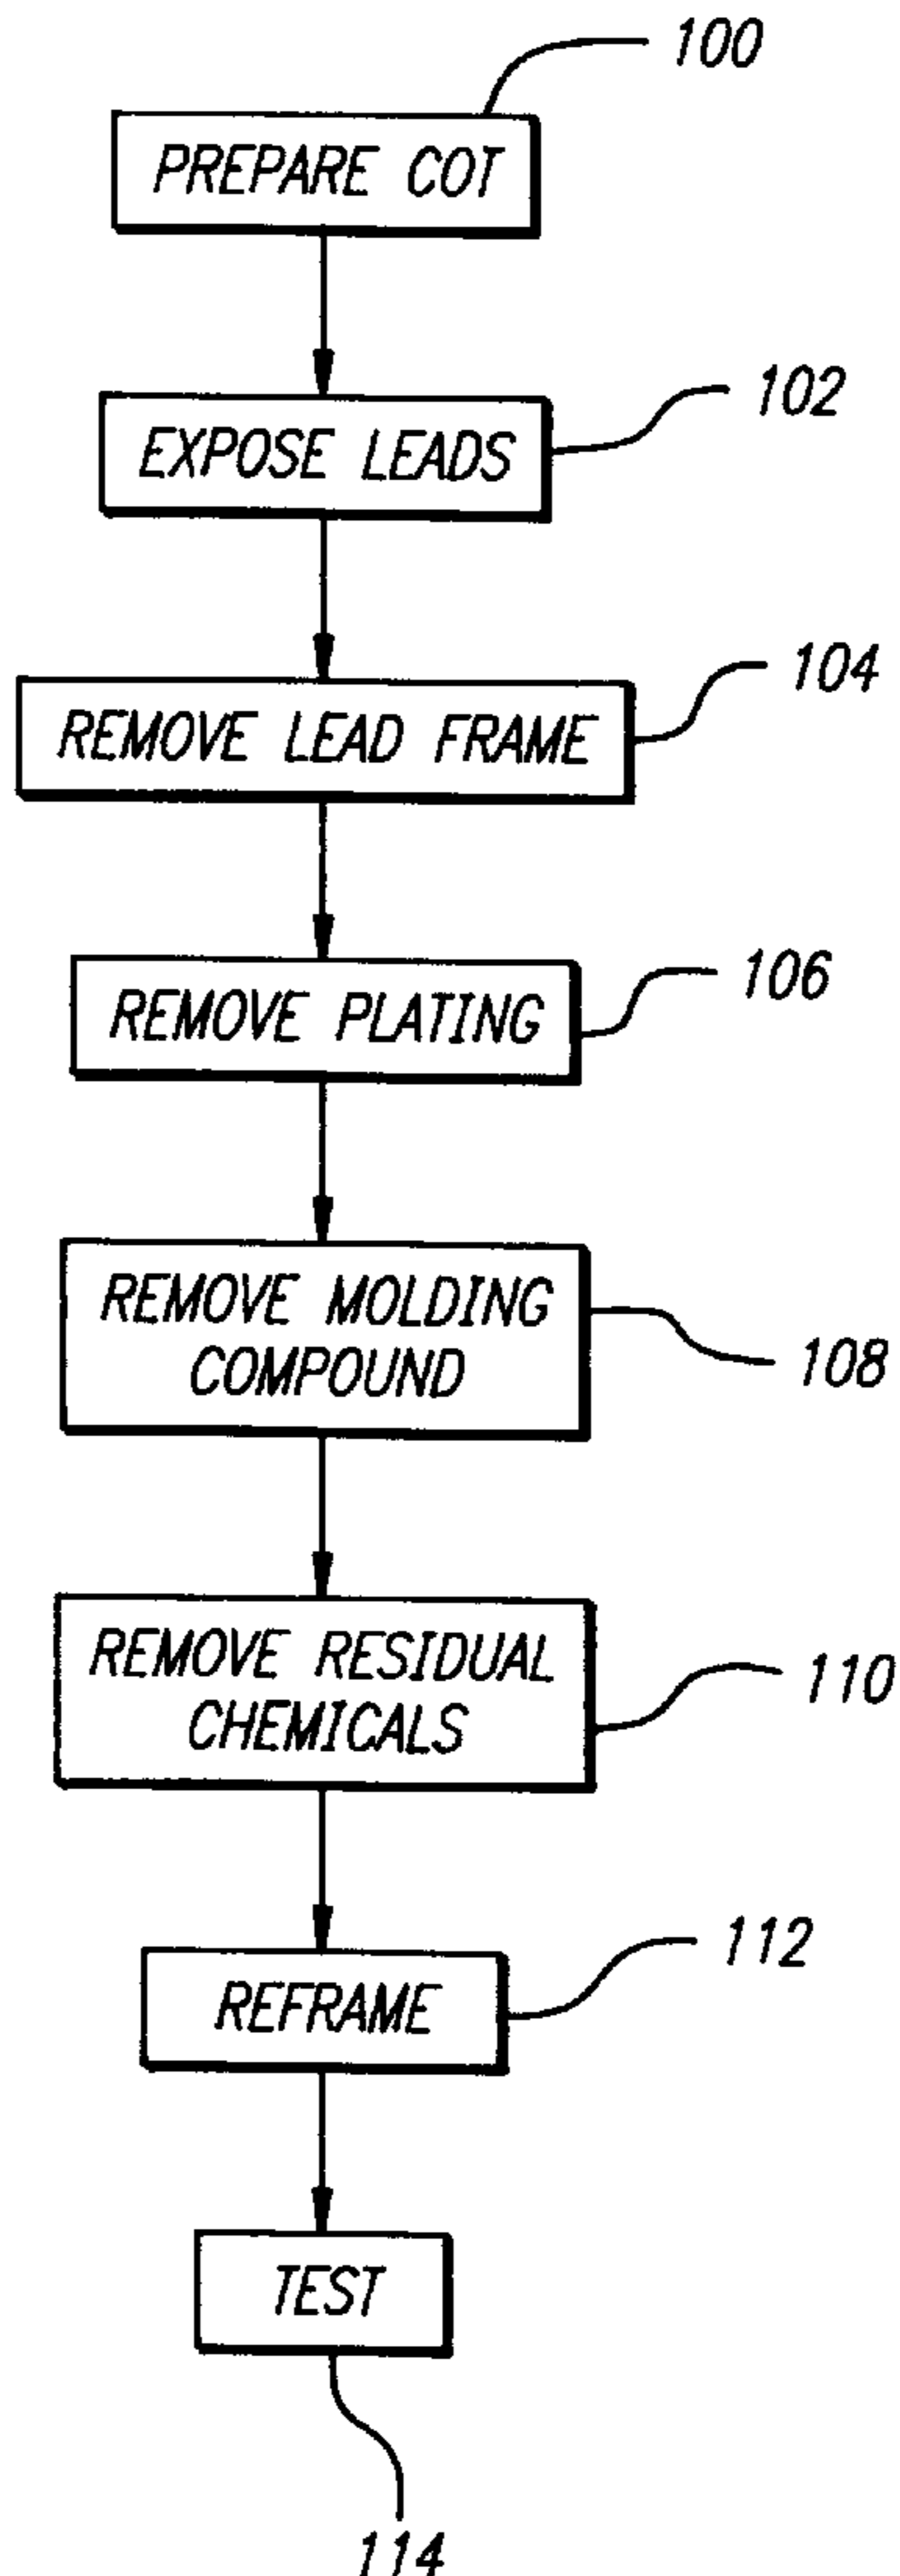 100
PREPARE COT
102
EXPOSE LEADS
104
REMOVE LEAD FRAME
106
REMOVE PLATING
REMOVE MOLDING
COMPOUND
108
REMOVE RESIDUAL
CHEMICALS
110
112
REFRAME
TEST
114